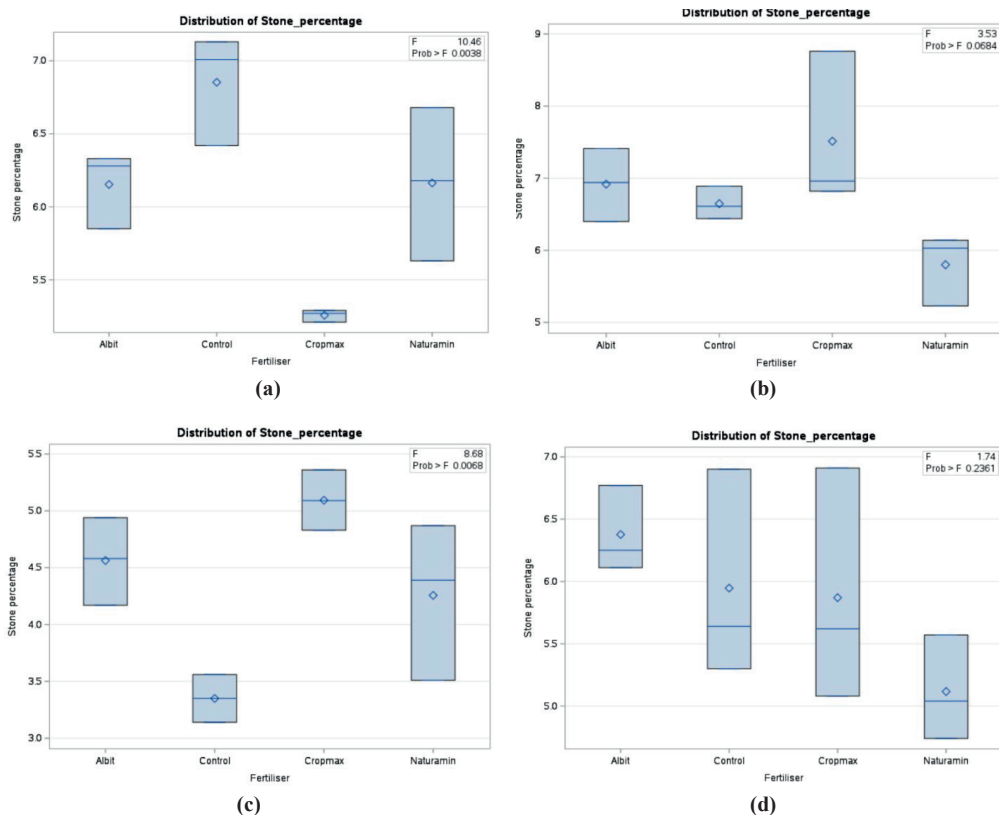 Distribution of Stone_percentage
F 10.46
Prob > F 0.0038
7.0
6.5
6.0
5.5
Stone percentage
Albit Control Cropmax Naturamin
Fertiliser
(a)
Distribution of Stone_percentage
F 3.53
Prob > F 0.0684
9
8
7
6
5
Stone percentage
Albit Control Cropmax Naturamin
Fertiliser
(b)
Distribution of Stone_percentage
F 8.68
Prob > F 0.0068
5.5
5.0
4.5
4.0
3.5
3.0
Stone percentage
Albit Control Cropmax Naturamin
Fertiliser
(c)
Distribution of Stone_percentage
F 1.74
Prob > F 0.2361
7.0
6.5
6.0
5.5
5.0
Stone percentage
Albit Control Cropmax Naturamin
Fertiliser
(d)